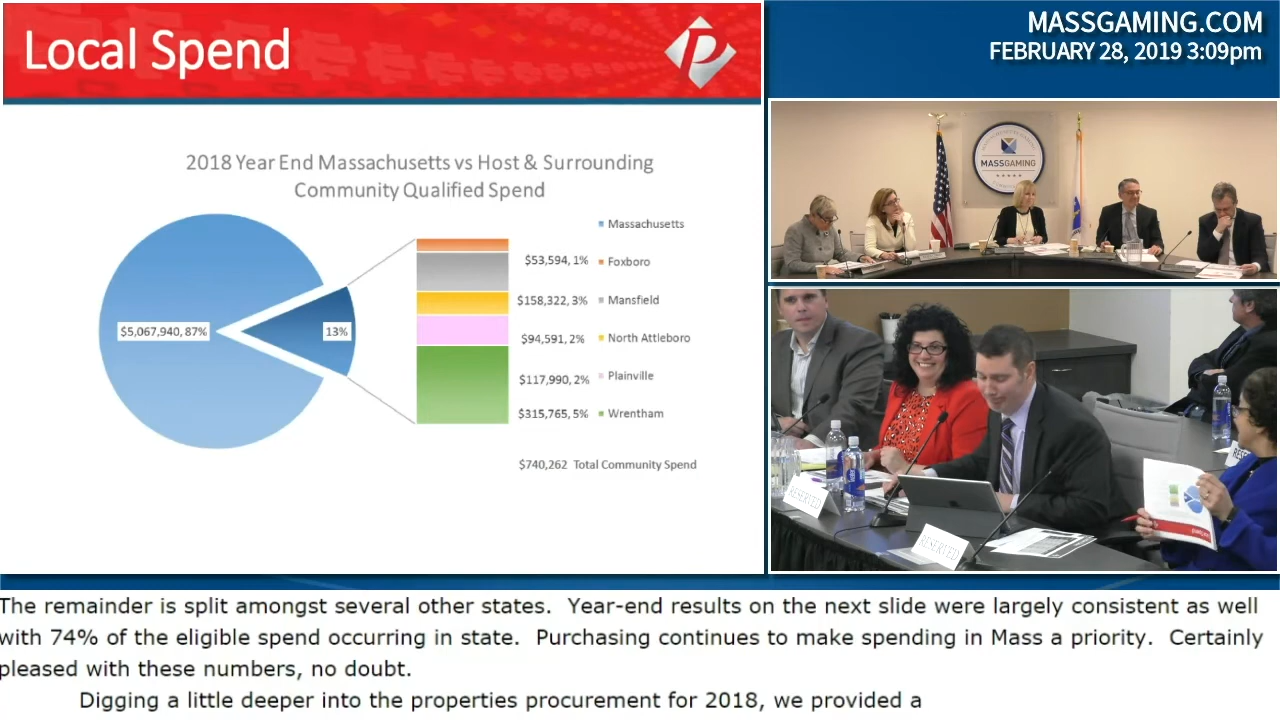 Local Spend
MASSGAMING.COM
FEBRUARY 28, 2019 3:09pm
2018 Year End Massachusetts vs Host & Surrounding
Community Qualified Spend
Massachusetts
$53,594, 1%
Foxboro
$158,322, 3%
Mansfield
$5,067,940, 87%
13%
$94,591, 2%
North Attleboro
$117,990, 2%
Plainville
$315,765, 5%
Wrentham
$740,262 Total Community Spend
MASSGAMING
RESERVED
RESERVED
The remainder is split amongst several other states. Year-end results on the next slide were largely consistent as well
with 74% of the eligible spend occurring in state. Purchasing continues to make spending in Mass a priority. Certainly
pleased with these numbers, no doubt.
Digging a little deeper into the properties procurement for 2018, we provided a